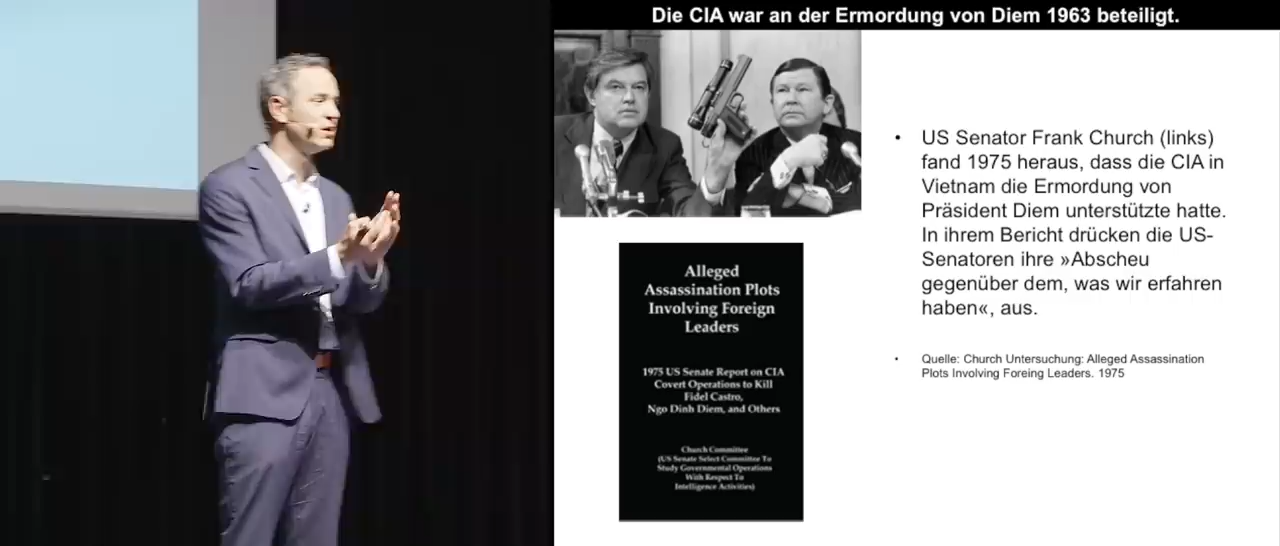 Die CIA war an der Ermordung von Diem 1963 beteiligt.
• US Senator Frank Church (links)
fand 1975 heraus, dass die CIA in
Vietnam die Ermordung von
Präsident Diem unterstützte hatte.
In ihrem Bericht drücken die US-
Senatoren ihre »Abscheu
gegenüber dem, was wir erfahren
haben«, aus.
• Quelle: Church Untersuchung: Alleged Assassination
Plots Involving Foreing Leaders. 1975
Alleged
Assassination Plots
Involving Foreign
Leaders
1975 US Senate Report on CIA
Covert Operations to Kill
Fidel Castro,
Ngo Dinh Diem, and Others
Church Committee
(US Senate Select Committee To
Study Governmental Operations
With Respect To
Intelligence Activities)